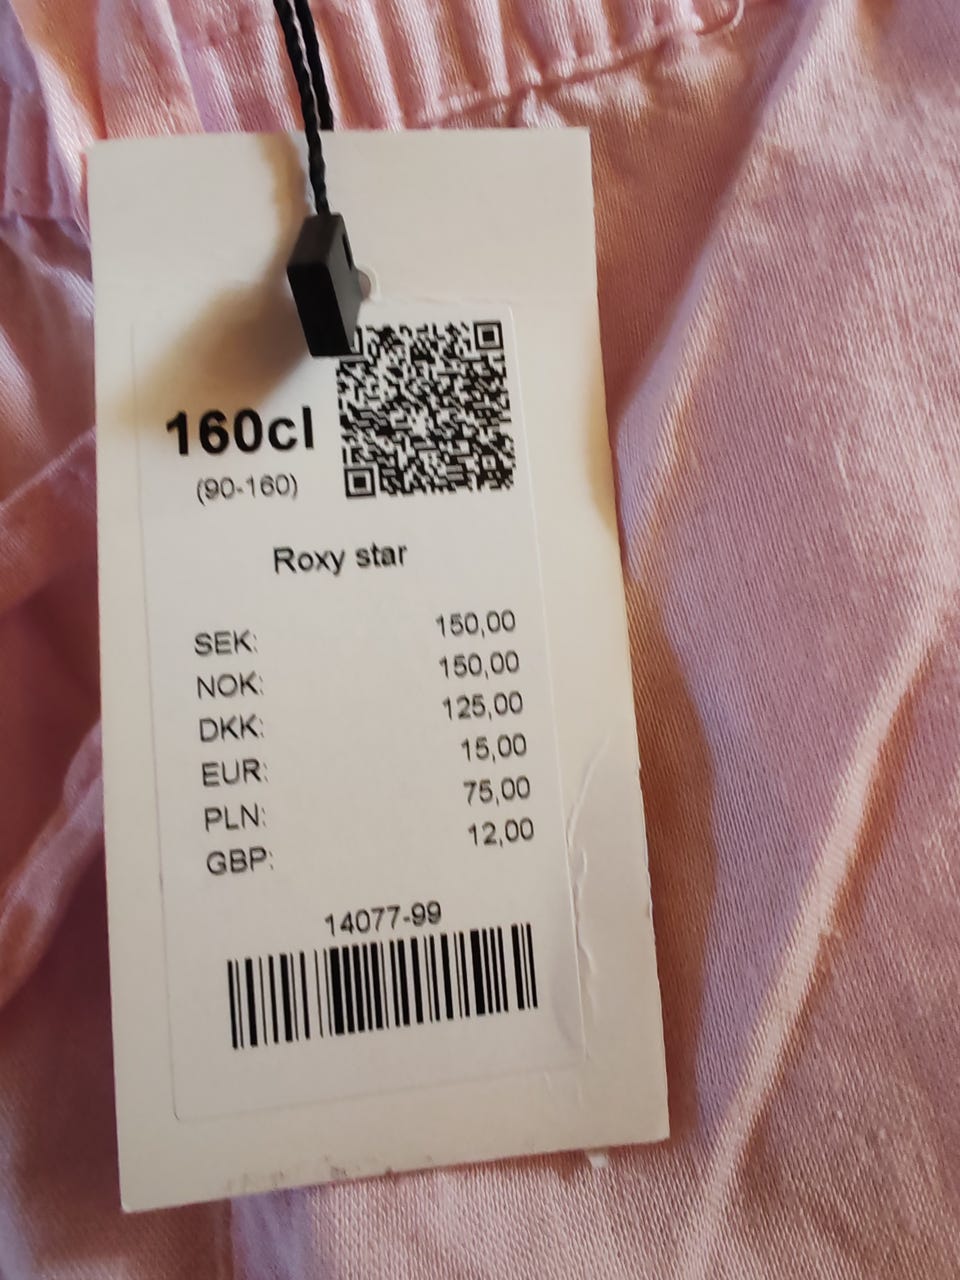 160cl
(90-160)
Roxy star
SEK: 150,00
NOK: 150,00
DKK: 125,00
EUR: 15,00
PLN: 75,00
GBP: 12,00
14077-99